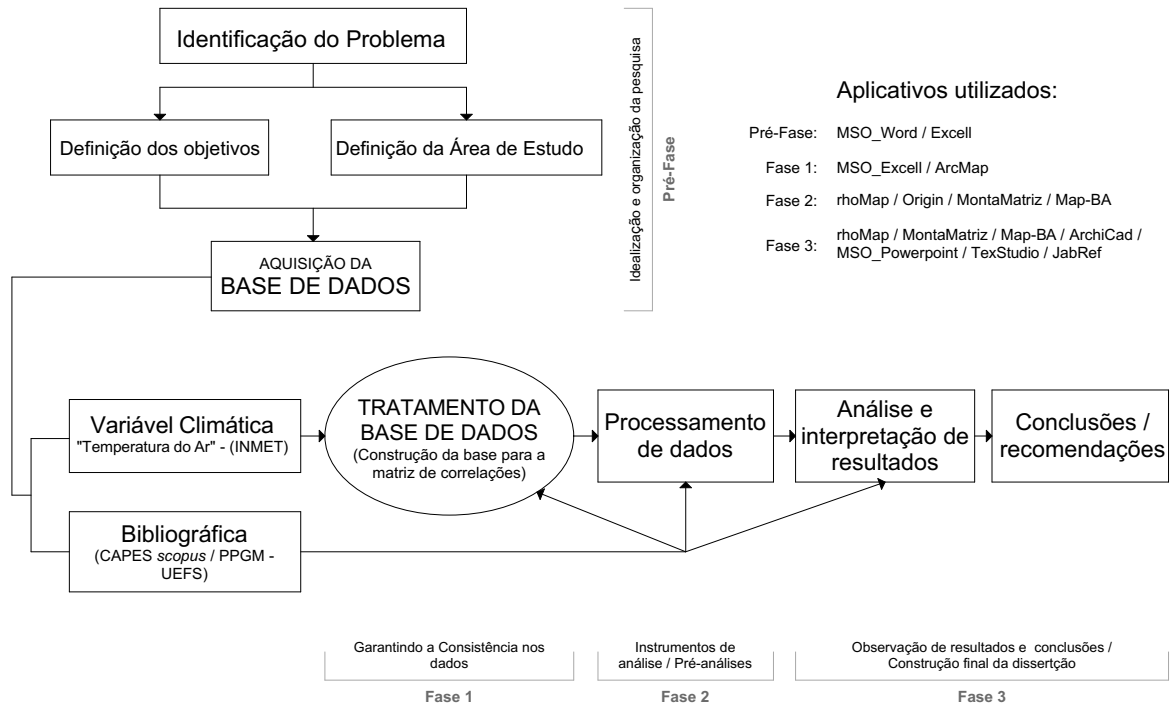 Identificação do Problema
Definição dos objetivos
Definição da Área de Estudo
AQUISIÇÃO DA
BASE DE DADOS
Idealização e organização da pesquisa
Pré-Fase
Aplicativos utilizados:
Pré-Fase: MSO_Word / Excell
Fase 1: MSO_Excell / ArcMap
Fase 2: rhoMap / Origin / MontaMatriz / Map-BA
Fase 3: rhoMap / MontaMatriz / Map-BA / ArchiCad /
MSO_Powerpoint / TexStudio / JabRef
Variável Climática
"Temperatura do Ar" - (INMET)
TRATAMENTO DA
BASE DE DADOS
(Construção da base para a
matriz de correlações)
Processamento
de dados
Análise e
interpretação de
resultados
Conclusões /
recomendações
Bibliográfica
(CAPES scopus / PPGM -
UEFS)
Garantindo a Consistência nos
dados
Fase 1
Instrumentos de
análise / Pré-análises
Fase 2
Observação de resultados e conclusões /
Construção final da dissertção
Fase 3